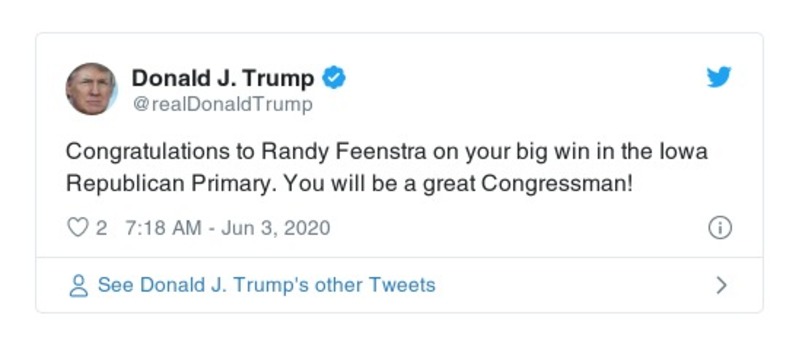 Donald J. Trump
@realDonaldTrump
Congratulations to Randy Feenstra on your big win in the Iowa
Republican Primary. You will be a great Congressman!
2 7:18 AM - Jun 3, 2020
See Donald J. Trump's other Tweets